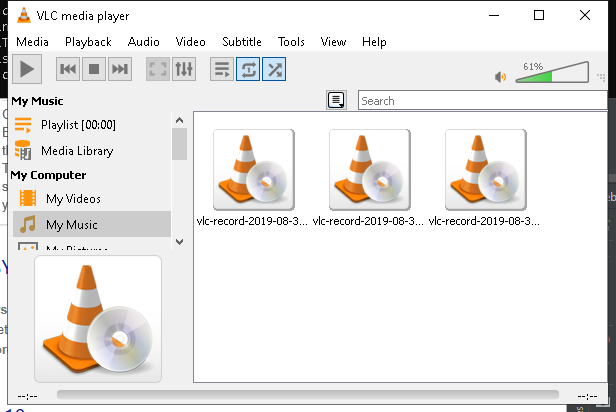 VLC media player
Media Playback Audio Video Subtitle Tools View Help
61%
My Music
Search
Playlist [00:00]
Media Library
My Computer
My Videos
My Music
My Pictures
vlc-record-2019-08-3... vlc-record-2019-08-3... vlc-record-2019-08-3...
--:-- --:--